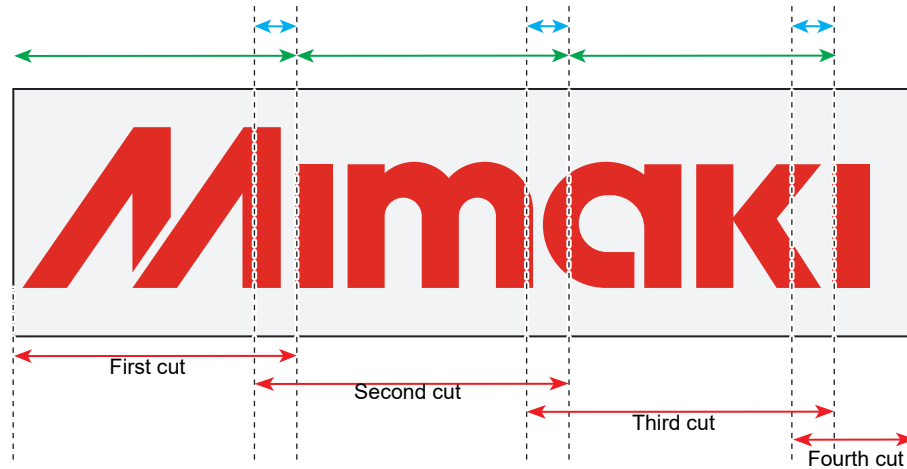 Mimaki
First cut
Second cut
Third cut
Fourth cut